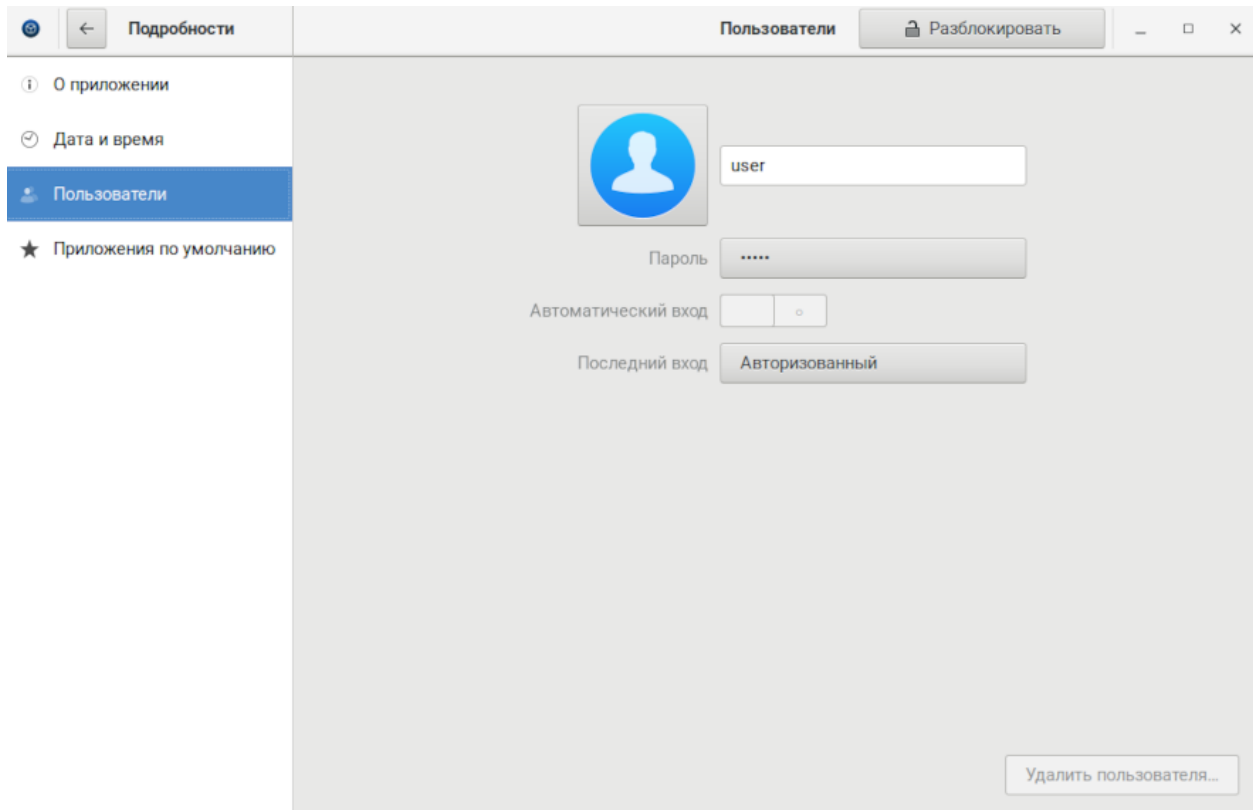 Подробности
Пользователи
Разблокировать
О приложении
Дата и время
Пользователи
Приложения по умолчанию
user
Пароль •••••
Автоматический вход
Последний вход Авторизованный
Удалить пользователя...